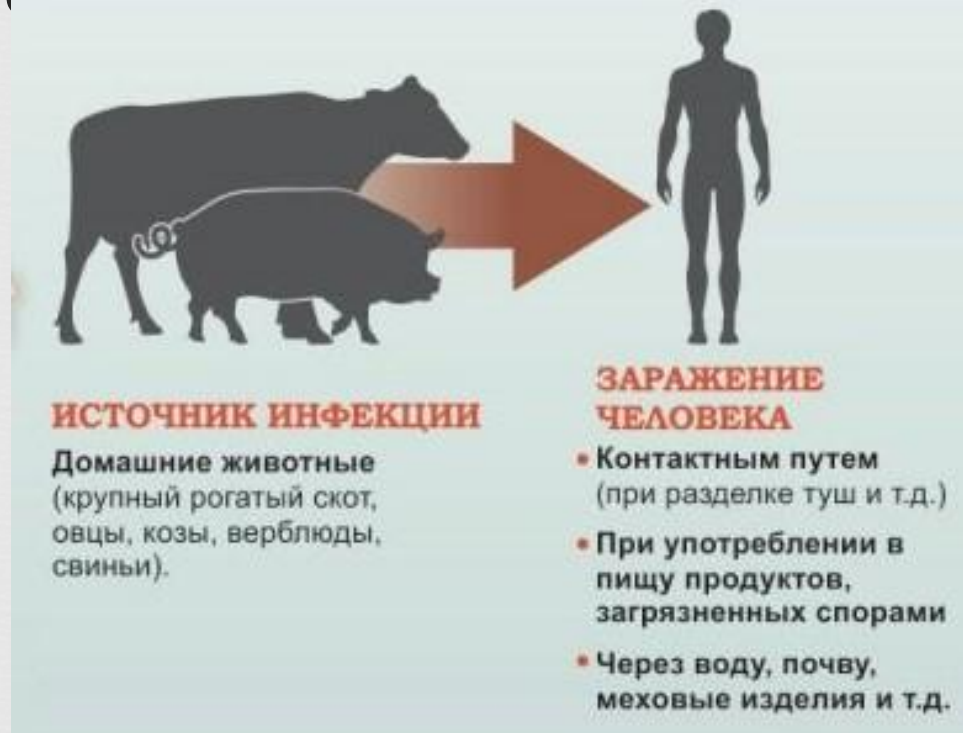 ИСТОЧНИК ИНФЕКЦИИ
Домашние животные
(крупный рогатый скот,
овцы, козы, верблюды,
свиньи).
ЗАРАЖЕНИЕ
ЧЕЛОВЕКА
• Контактным путем
(при разделке туш и т.д.)
• При употреблении в
пищу продуктов,
загрязненных спорами
• Через воду, почву,
меховые изделия и т.д.